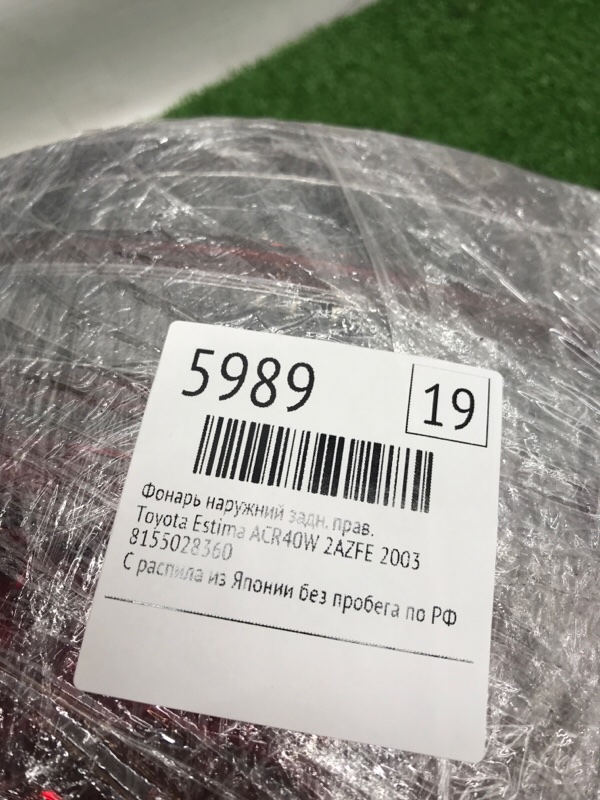 5989
19
Фонарь наружний задн. прав.
Toyota Estima ACR40W 2AZFE 2003
8155028360
С распила из Японии без пробега по РФ